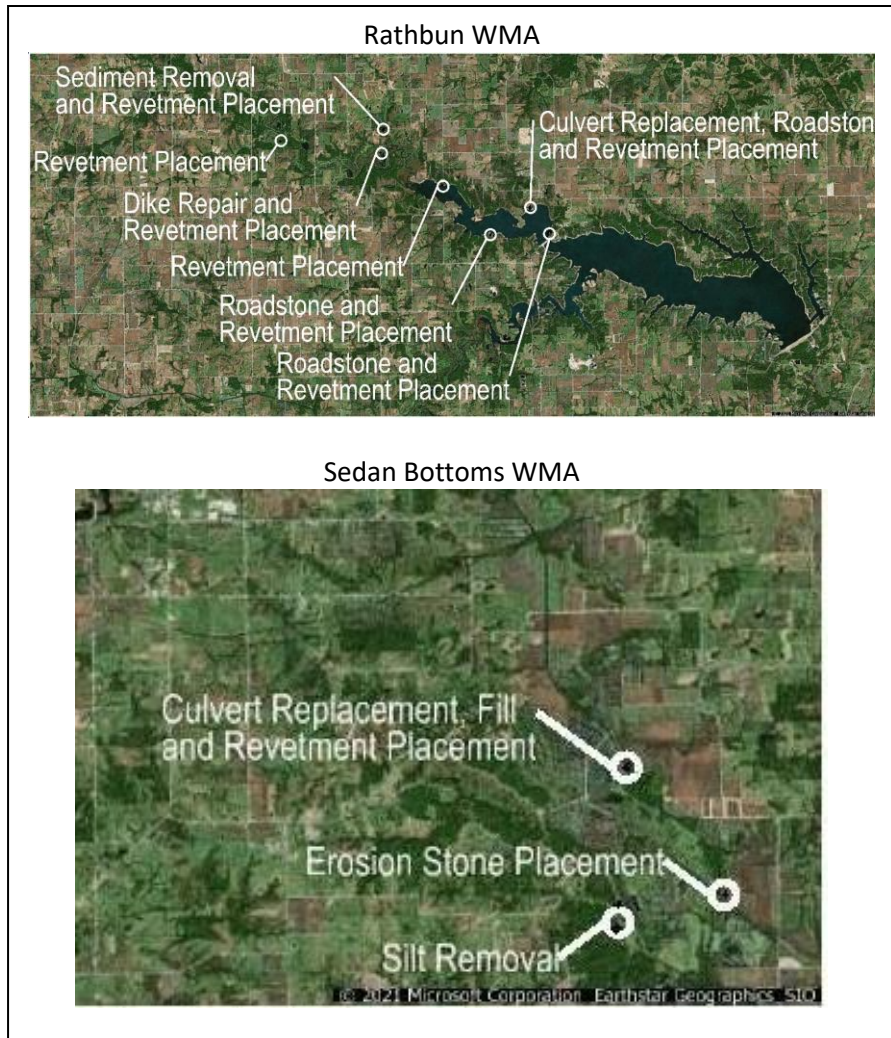 Rathbun WMA
Sediment Removal
and Revetment Placement
Culvert Replacement, Roadston
and Revetment Placement
Revetment Placement
Dike Repair and
Revetment Placement
Revetment Placement
Roadstone and
Revetment Placement
Roadstone and
Revetment Placement
Sedan Bottoms WMA
Culvert Replacement, Fill
and Revetment Placement
Erosion Stone Placement
Silt Removal
© 2021 Microsoft Corporation Earthstar Geographics SIO